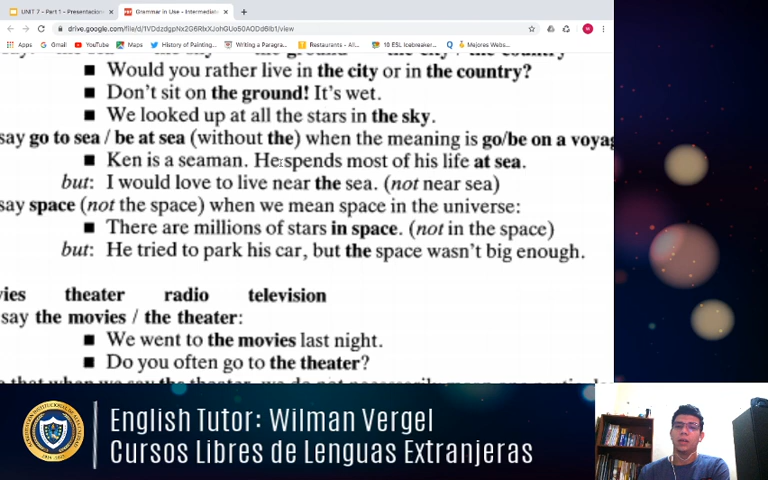 UNIT 7 - Part 1 - Presentacion
Grammar in Use - Intermediate
drive.google.com/file/d/1VDdzdgpNx2G6RlxXJohGUo50AODd6Ib1/view
Apps Gmail YouTube Maps History of Painting... Writing a Paragra... Restaurants - All... 10 ESL Icebreaker... Mejores Webs...
■ Would you rather live in the city or in the country?
■ Don't sit on the ground! It's wet.
■ We looked up at all the stars in the sky.
say go to sea / be at sea (without the) when the meaning is go/be on a voyag
■ Ken is a seaman. He spends most of his life at sea.
but: I would love to live near the sea. (not near sea)
say space (not the space) when we mean space in the universe:
■ There are millions of stars in space. (not in the space)
but: He tried to park his car, but the space wasn't big enough.
vies theater radio television
say the movies / the theater:
■ We went to the movies last night.
■ Do you often go to the theater?
English Tutor: Wilman Vergel
Cursos Libres de Lenguas Extranjeras